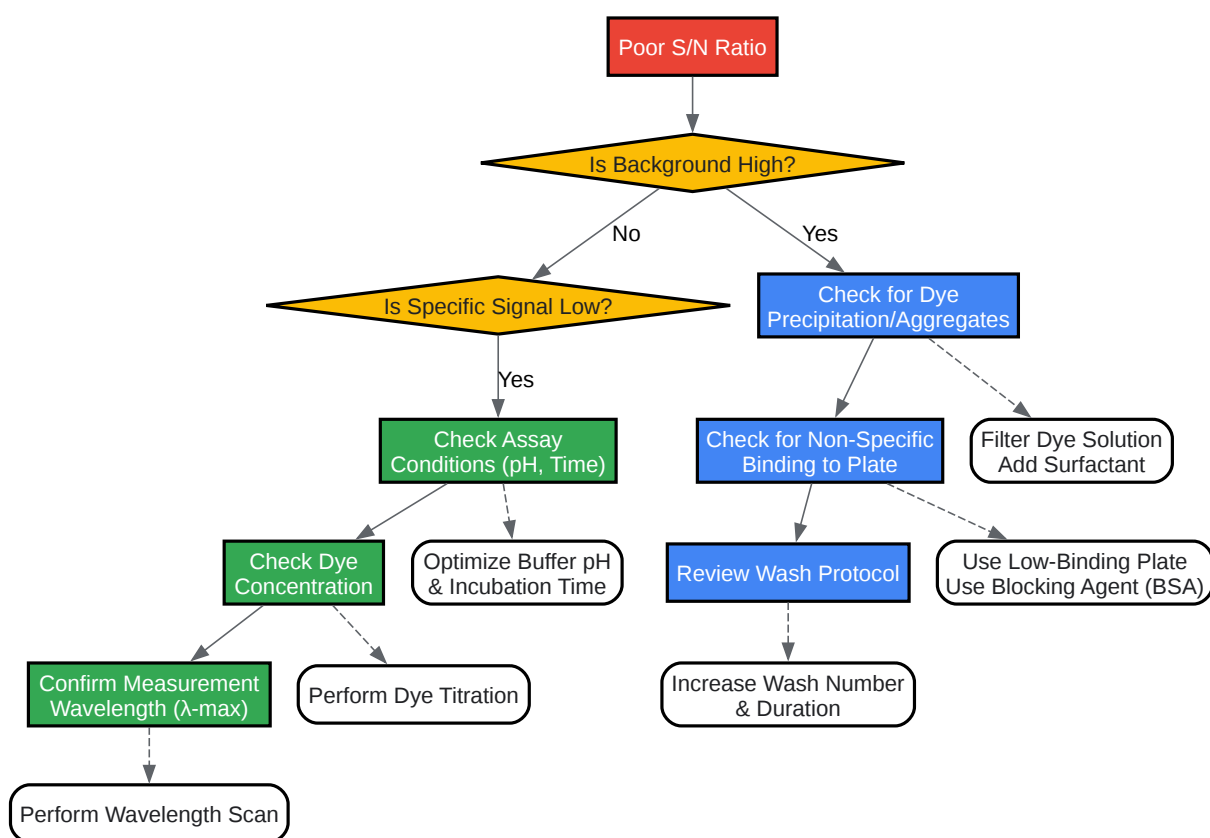 Poor S/N Ratio
Is Background High?
No
Yes
Is Specific Signal Low?
Check for Dye
Precipitation/Aggregates
Yes
Check Assay
Conditions (pH, Time)
Check for Non-Specific
Binding to Plate
Filter Dye Solution
Add Surfactant
Check Dye
Concentration
Optimize Buffer pH
& Incubation Time
Review Wash Protocol
Use Low-Binding Plate
Use Blocking Agent (BSA)
Confirm Measurement
Wavelength (λ-max)
Perform Dye Titration
Increase Wash Number
& Duration
Perform Wavelength Scan